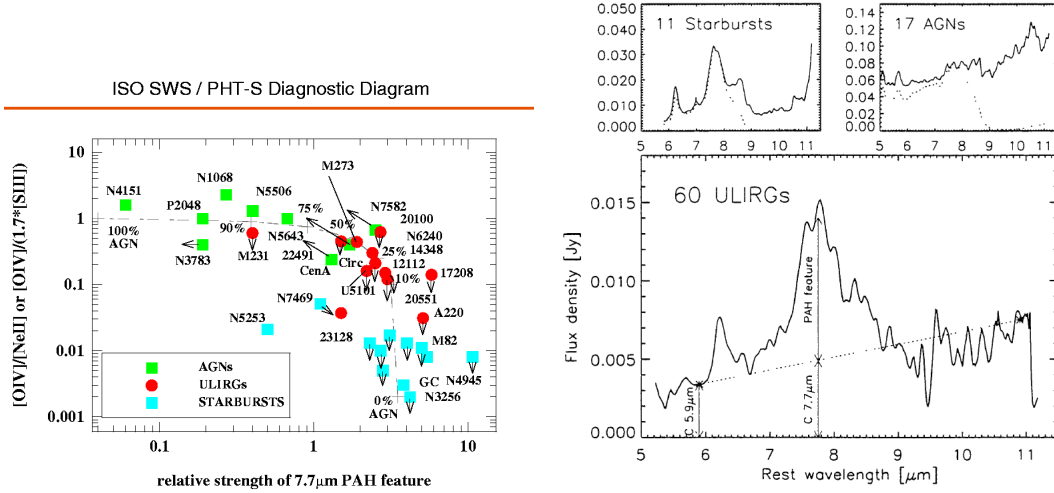 ISO SWS / PHT-S Diagnostic Diagram
[OIV]/[NeII] or [OIV]/(1.7*[SIII])
10
1
0.1
0.01
0.001
M273
N1068
N4151
P2048
N5506
75%
N7582
50%
20100
100%
AGN
90%
N5643
N6240
N3783
M231
22491
25%
14348
CenA
Circ
12112
U5101
10%
17208
N7469
20551
A220
N5253
23128
M82
AGNs
ULIRGs
STARBURSTS
0%
AGN
GC
N4945
N3256
0.1
1
10
relative strength of 7.7μm PAH feature
11 Starbursts
0.050
0.040
0.030
0.020
0.010
0.000
5 6 7 8 9 10 11
17 AGNs
0.14
0.12
0.10
0.08
0.06
0.04
0.02
0.00
5 6 7 8 9 10 11
60 ULIRGs
Flux density [Jy]
0.015
0.010
0.005
0.000
PAH feature
C 5.9μm
C 7.7μm
5 6 7 8 9 10 11
Rest wavelength [μm]